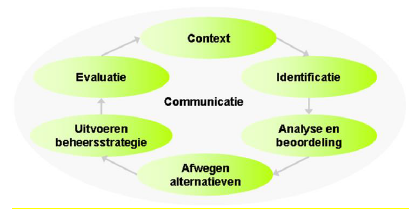 Context
Evaluatie
Identificatie
Communicatie
Uitvoeren
beheersstrategie
Analyse en
beoordeling
Afwegen
alternatieven